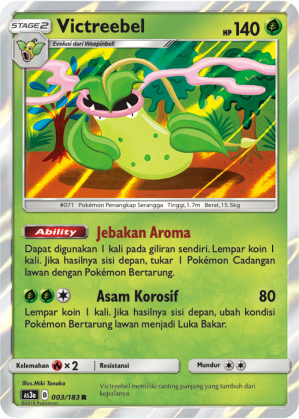 STAGE2 Victreebel HP 140
Evolusi dari Weepinbell
#071 Pokémon Penangkap Serangga Tinggi,1.7m Berat,15.5kg
Ability Jebakan Aroma
Dapat digunakan 1 kali pada giliran sendiri. Lempar koin 1
kali. Jika hasilnya sisi depan, tukar 1 Pokémon Cadangan
lawan dengan Pokémon Bertarung.
Asam Korosif 80
Lempar koin 1 kali. Jika hasilnya sisi depan, ubah kondisi
Pokémon Bertarung lawan menjadi Luka Bakar.
Kelemahan ×2 Resistansi Mundur
Illus.Miki Tanaka
AS3a B 003/183 R
©2019 Pokémon
Victreebel memiliki ranting panjang yang tumbuh di